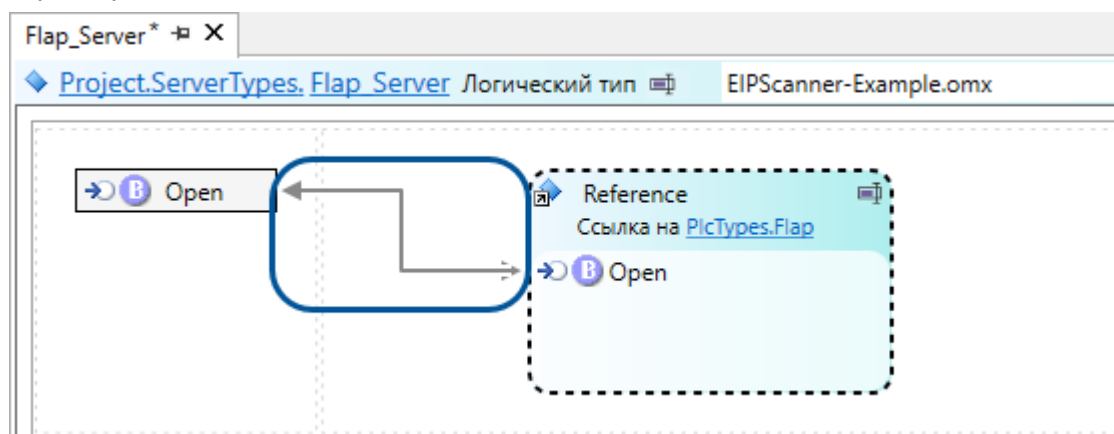 Flap_Server*
Project.ServerTypes. Flap_Server Логический тип EIPScanner-Example.omx
B Open
Reference
Ссылка на PlcTypes.Flap
B Open